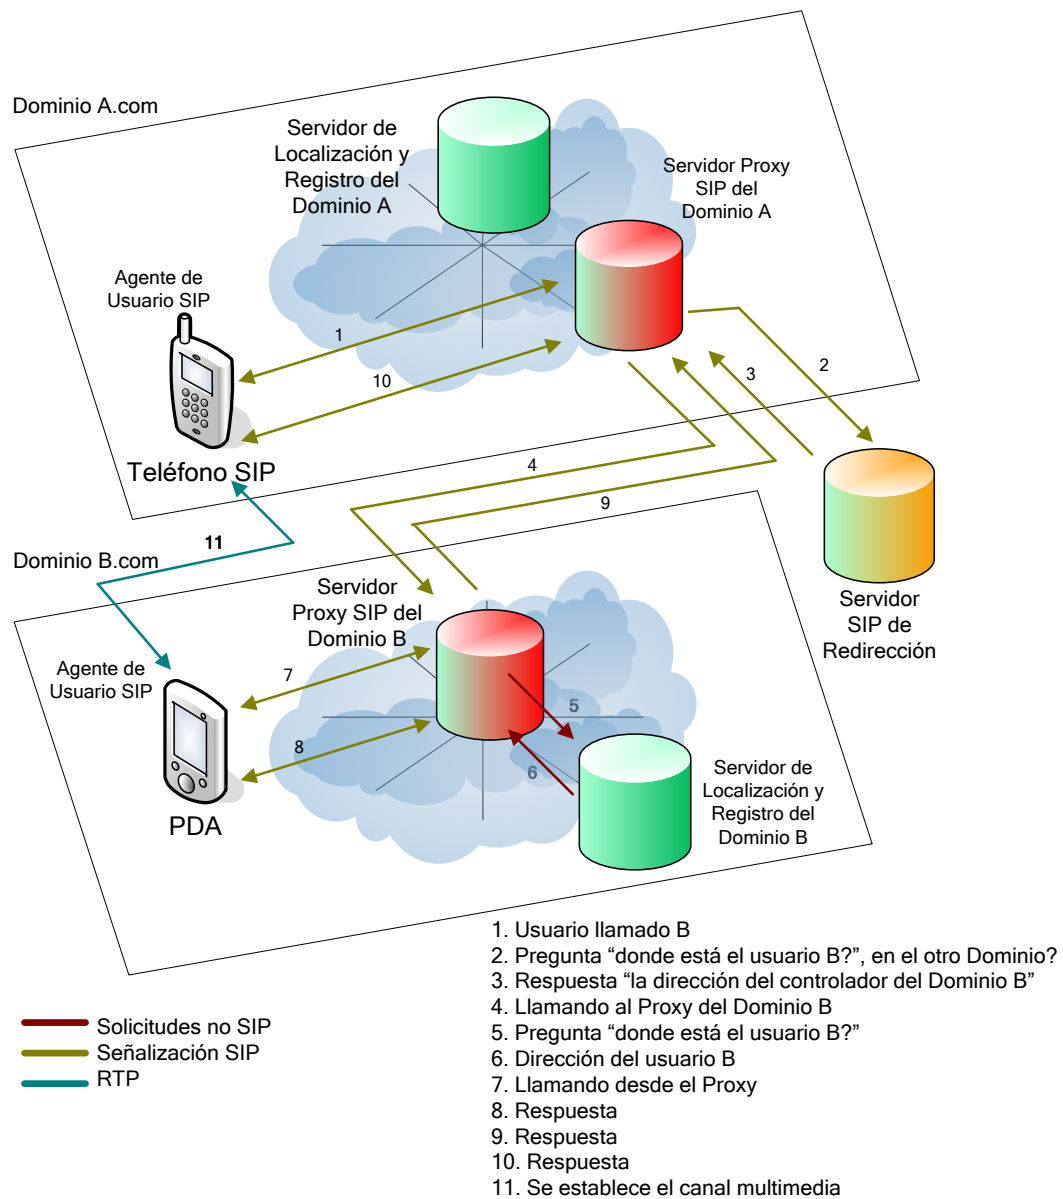 Dominio A.com
Servidor de
Localización y
Registro del
Dominio A
Servidor Proxy
SIP del
Dominio A
Agente de
Usuario SIP
1
10
2
3
Teléfono SIP
4
9
11
Servidor
SIP de
Redirección
Dominio B.com
Servidor
Proxy SIP del
Dominio B
Agente de
Usuario SIP
7
8
5
6
PDA
Servidor de
Localización y
Registro del
Dominio B
1. Usuario llamado B
2. Pregunta “donde está el usuario B?”, en el otro Dominio?
3. Respuesta “la dirección del controlador del Dominio B”
4. Llamando al Proxy del Dominio B
5. Pregunta “donde está el usuario B?”
6. Dirección del usuario B
7. Llamando desde el Proxy
8. Respuesta
9. Respuesta
10. Respuesta
11. Se establece el canal multimedia
Solicitudes no SIP
Señalización SIP
RTP